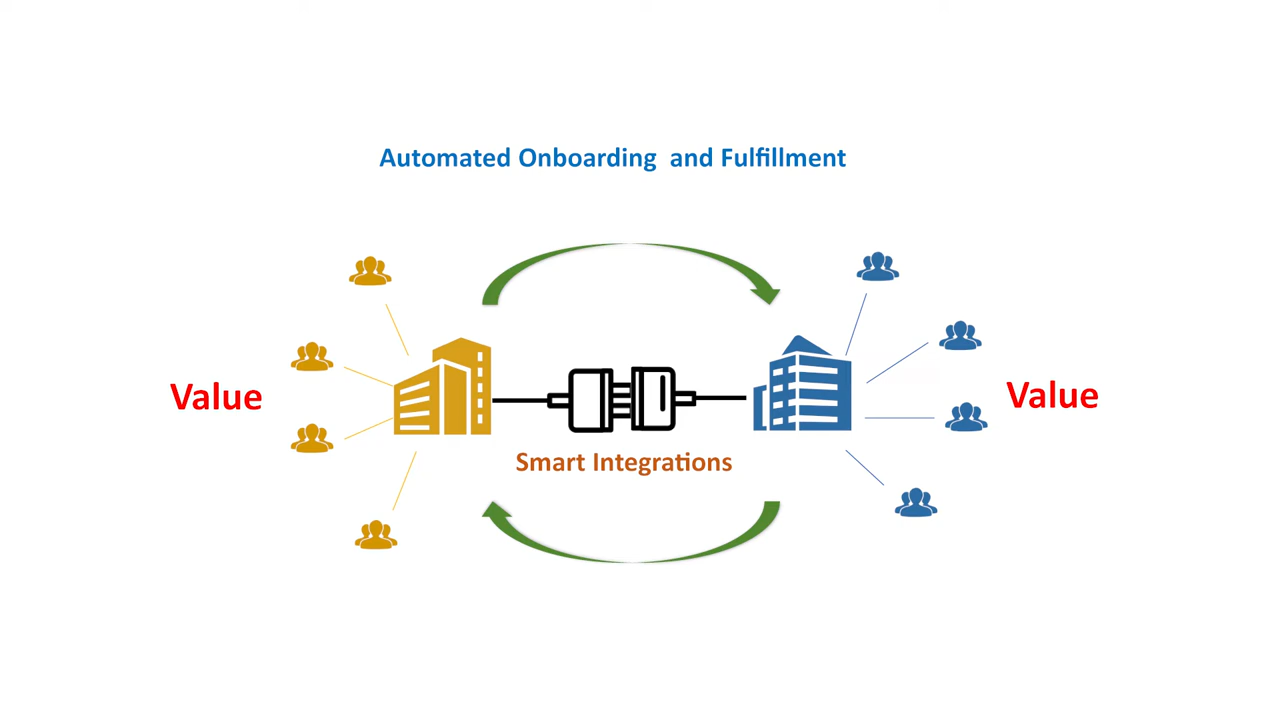 Automated Onboarding and Fulfillment
Value
Value
Smart Integrations